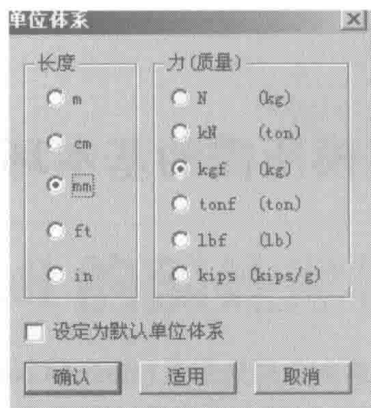 单位体系
长度
m
cm
mm
ft
in
力(质量)
N (kg)
kN (ton)
kgf (kg)
tonf (ton)
lbf (lb)
kips (kips/g)
设定为默认单位体系
确认 适用 取消